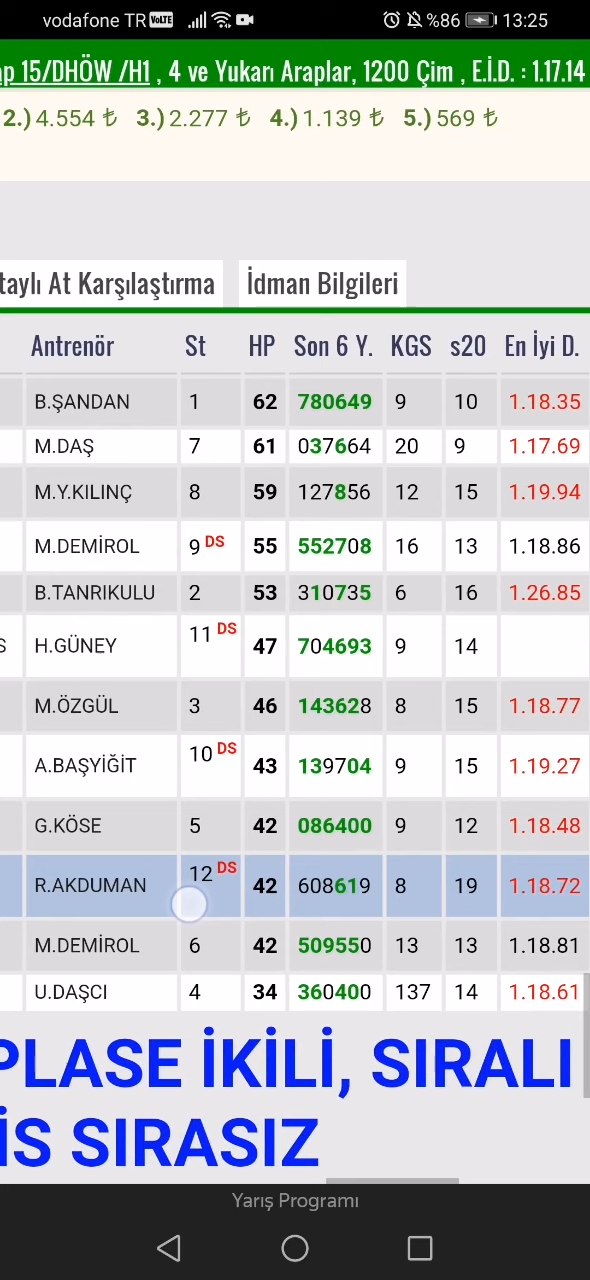 vodafone TR VoLTE %86 13:25
ap 15/DHÖW /H1 , 4 ve Yukarı Araplar, 1200 Çim , E.İ.D. : 1.17.14
2.) 4.554 ₺ 3.) 2.277 ₺ 4.) 1.139 ₺ 5.) 569 ₺
taylı At Karşılaştırma İdman Bilgileri
Antrenör St HP Son 6 Y. KGS s20 En İyi D.
B.ŞANDAN 1 62 780649 9 10 1.18.35
M.DAŞ 7 61 037664 20 9 1.17.69
M.Y.KILINÇ 8 59 127856 12 15 1.19.94
M.DEMİROL 9 DS 55 552708 16 13 1.18.86
B.TANRIKULU 2 53 310735 6 16 1.26.85
S H.GÜNEY 11 DS 47 704693 9 14
M.ÖZGÜL 3 46 143628 8 15 1.18.77
A.BAŞYİĞİT 10 DS 43 139704 9 15 1.19.27
G.KÖSE 5 42 086400 9 12 1.18.48
R.AKDUMAN 12 DS 42 608619 8 19 1.18.72
M.DEMİROL 6 42 509550 13 13 1.18.81
U.DAŞCI 4 34 360400 137 14 1.18.61
PLASE İKİLİ, SIRALI
İS SIRASIZ
Yarış Programı